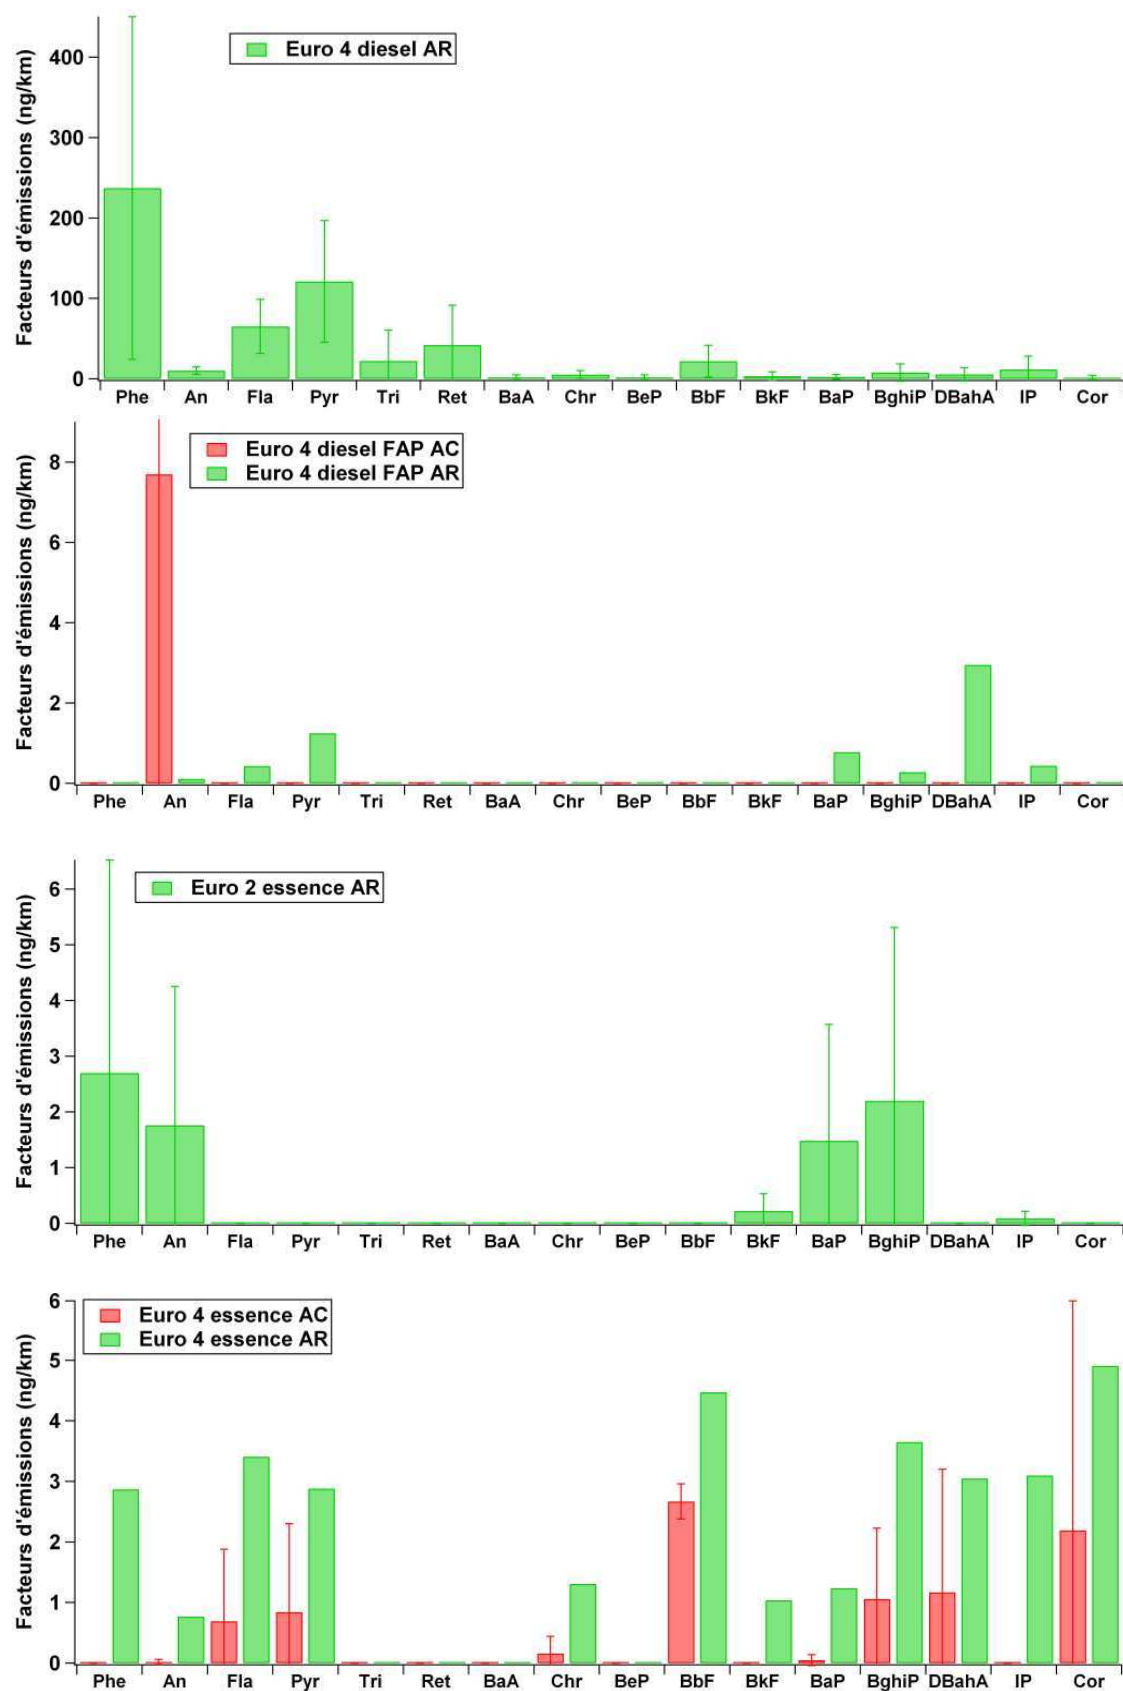 Facteurs d'émissions (ng/km)
Euro 4 diesel AR
400
300
200
100
0
Phe An Fla Pyr Tri Ret BaA Chr BeP BbF BkF BaP BghiP DBahA IP Cor
Facteurs d'émissions (ng/km)
Euro 4 diesel FAP AC
Euro 4 diesel FAP AR
8
6
4
2
0
Phe An Fla Pyr Tri Ret BaA Chr BeP BbF BkF BaP BghiP DBahA IP Cor
Facteurs d'émissions (ng/km)
Euro 2 essence AR
6
5
4
3
2
1
0
Phe An Fla Pyr Tri Ret BaA Chr BeP BbF BkF BaP BghiP DBahA IP Cor
Facteurs d'émissions (ng/km)
Euro 4 essence AC
Euro 4 essence AR
6
5
4
3
2
1
0
Phe An Fla Pyr Tri Ret BaA Chr BeP BbF BkF BaP BghiP DBahA IP Cor